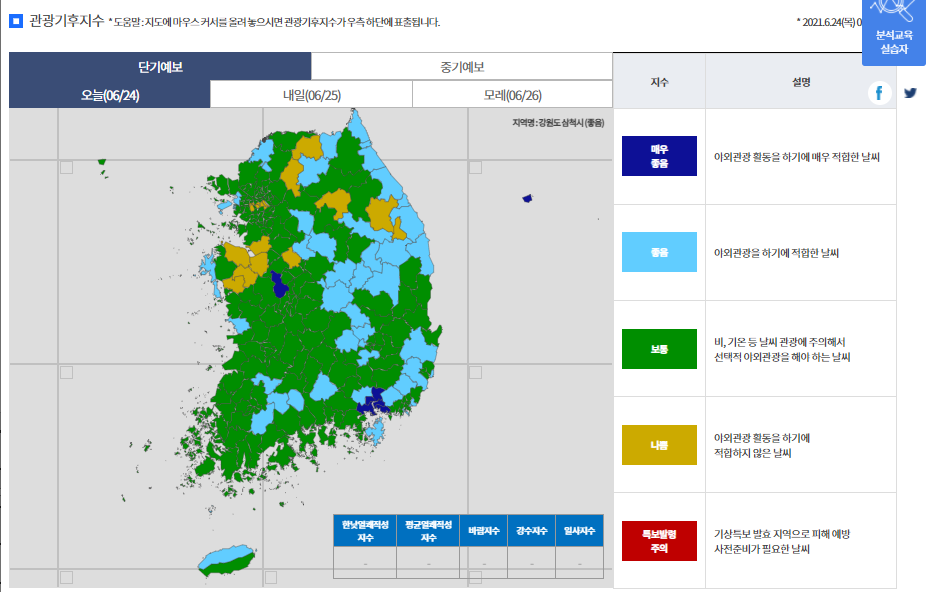 관광기후지수 * 도움말 : 지도에 마우스 커서를 올려 놓으시면 관광기후지수가 우측 하단에 표출됩니다.
* 2021.6.24(목) 0
분석교육
실습자
단기예보
중기예보
오늘(06/24)
내일(06/25)
모레(06/26)
지역명 : 강원도 삼척시 (좋음)
지수
설명
매우
좋음
야외관광 활동을 하기에 매우 적합한 날씨
좋음
야외관광을 하기에 적합한 날씨
보통
비, 기온 등 날씨 관광에 주의해서
선택적 야외관광을 해야 하는 날씨
나쁨
야외관광 활동을 하기에
적합하지 않은 날씨
특보발령
주의
기상특보 발효 지역으로 피해 예방
사전준비가 필요한 날씨
한낮열쾌적성
지수
평균열쾌적성
지수
바람지수
강수지수
일사지수
- - - - -